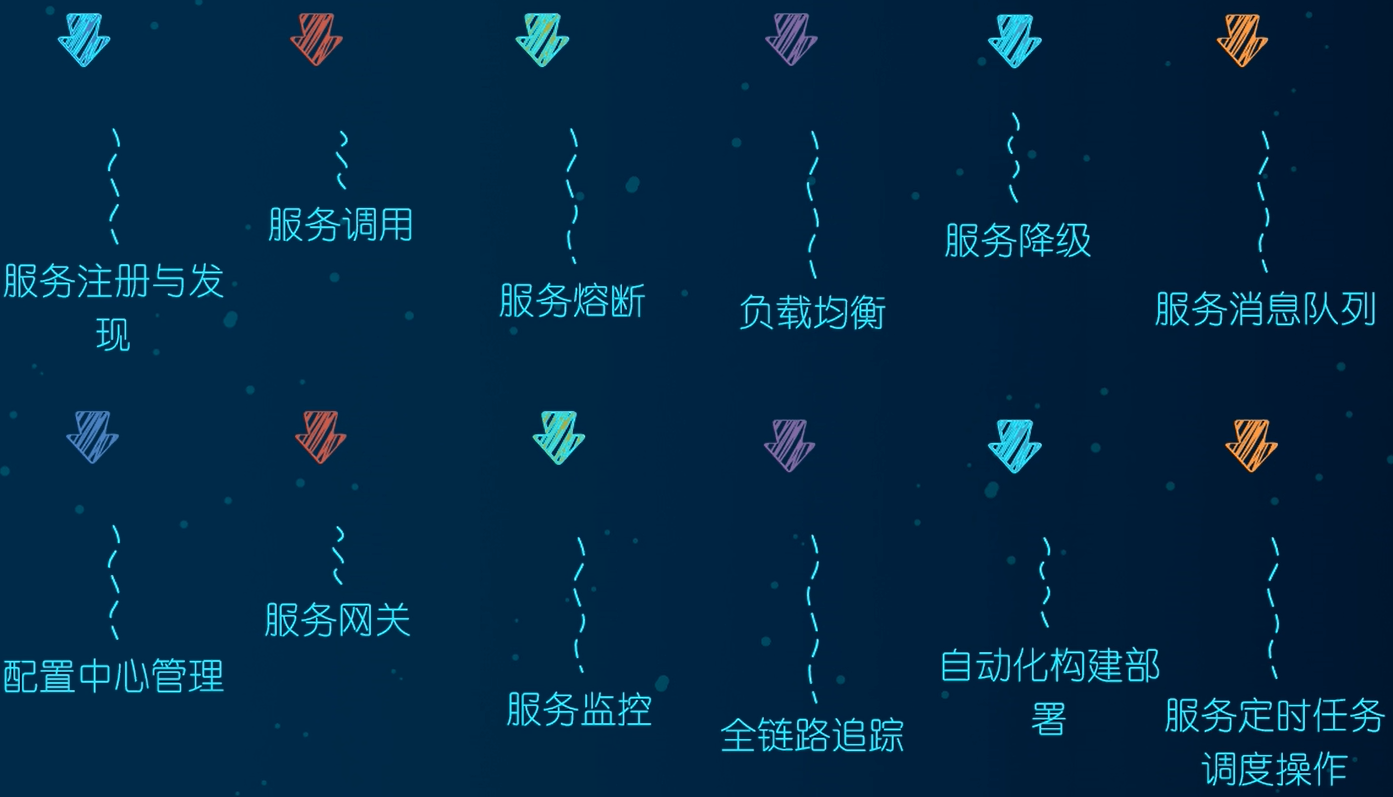 服务注册与发
现
服务调用
服务熔断
负载均衡
服务降级
服务消息队列
配置中心管理
服务网关
服务监控
全链路追踪
自动化构建部
署
服务定时任务
调度操作